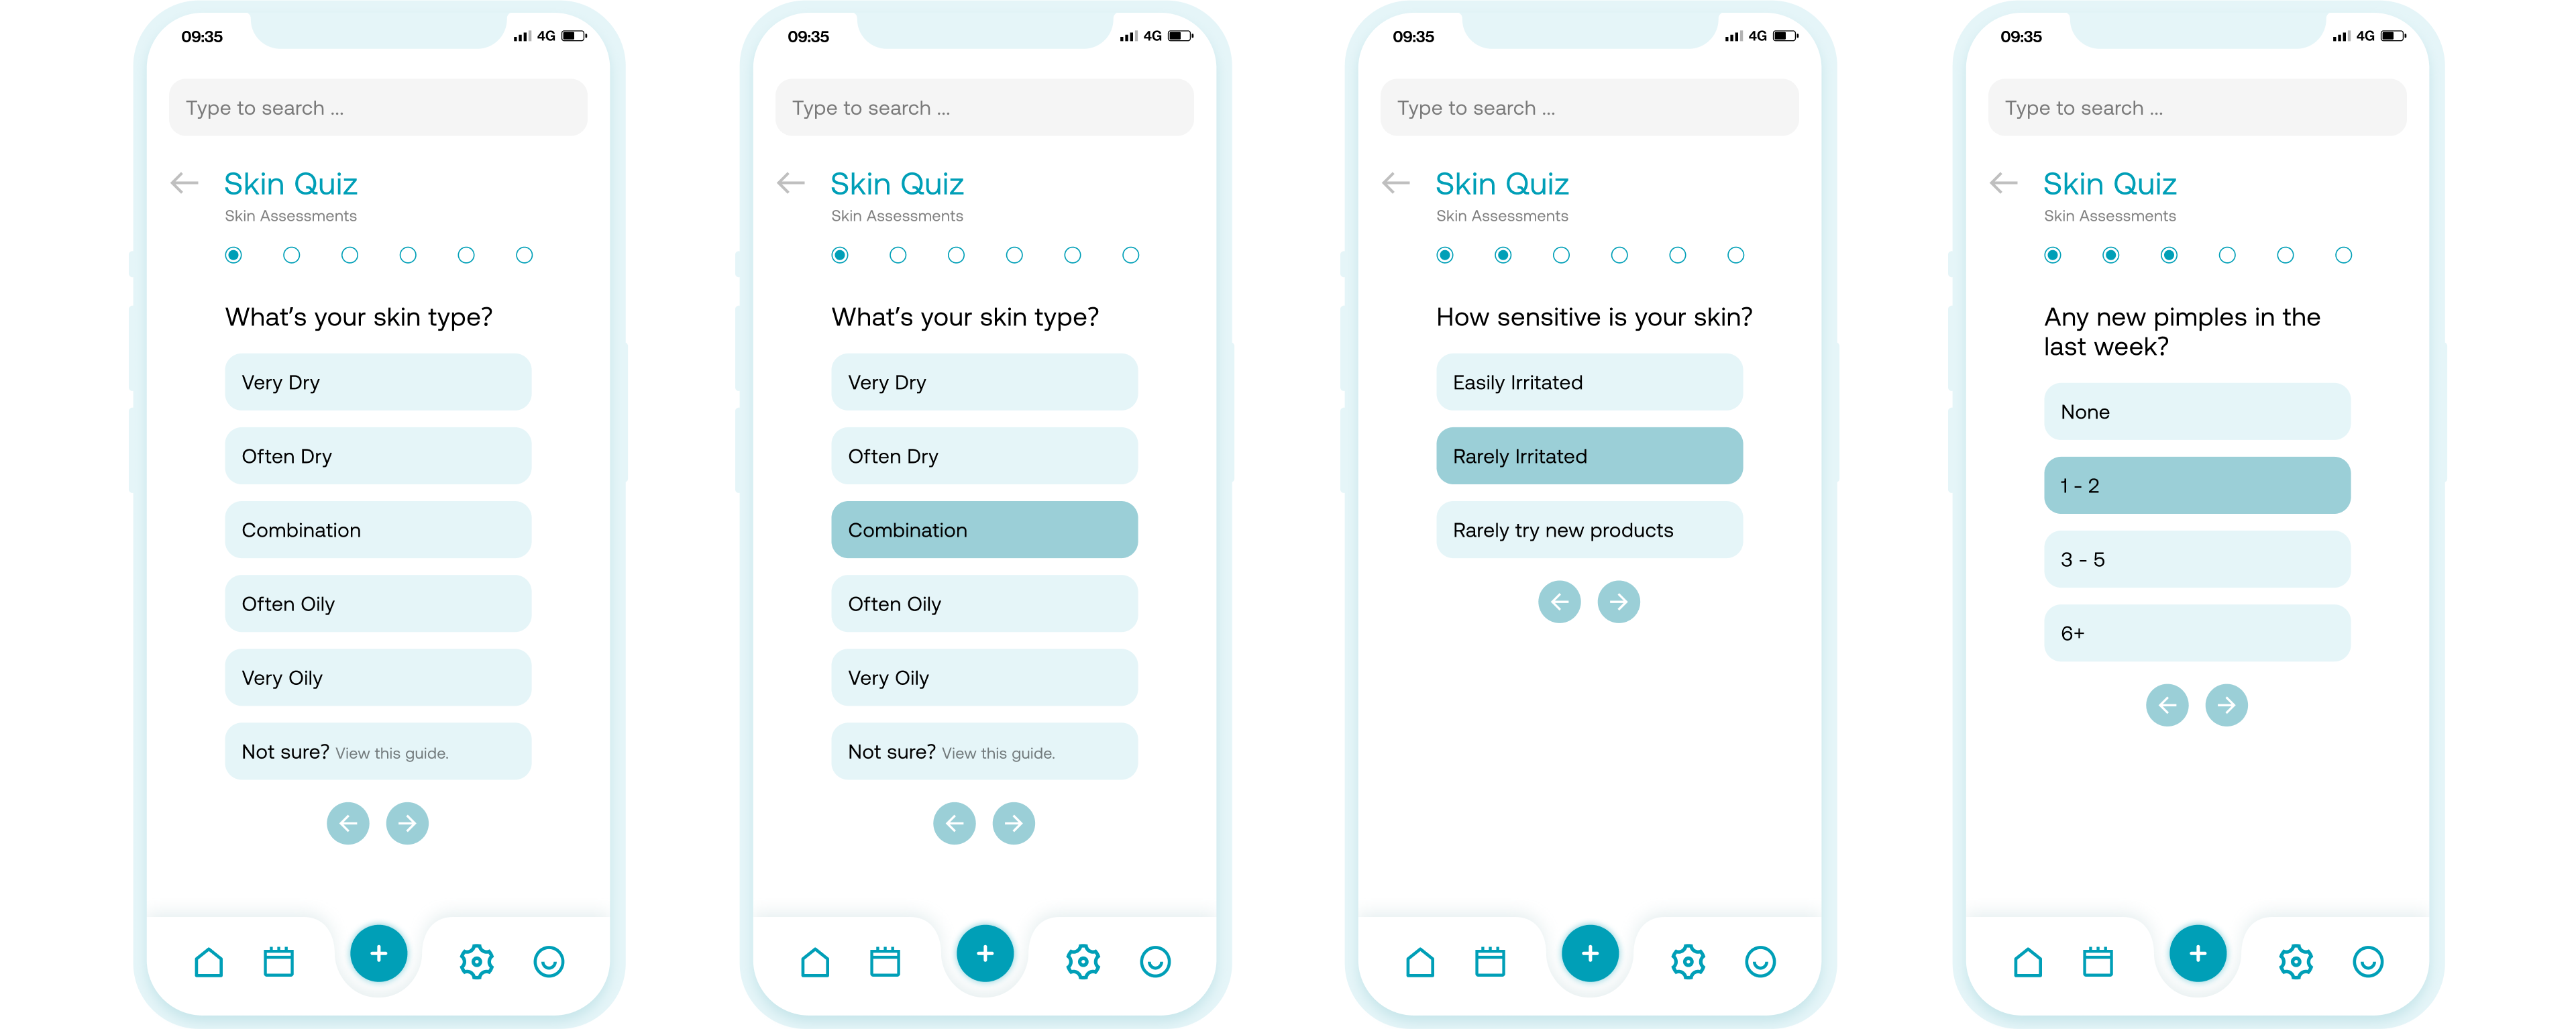 09:35
4G
Type to search ...
Skin Quiz
Skin Assessments
What’s your skin type?
Very Dry
Often Dry
Combination
Often Oily
Very Oily
Not sure? View this guide.
09:35
4G
Type to search ...
Skin Quiz
Skin Assessments
What’s your skin type?
Very Dry
Often Dry
Combination
Often Oily
Very Oily
Not sure? View this guide.
09:35
4G
Type to search ...
Skin Quiz
Skin Assessments
How sensitive is your skin?
Easily Irritated
Rarely Irritated
Rarely try new products
09:35
4G
Type to search ...
Skin Quiz
Skin Assessments
Any new pimples in the
last week?
None
1 - 2
3 - 5
6+